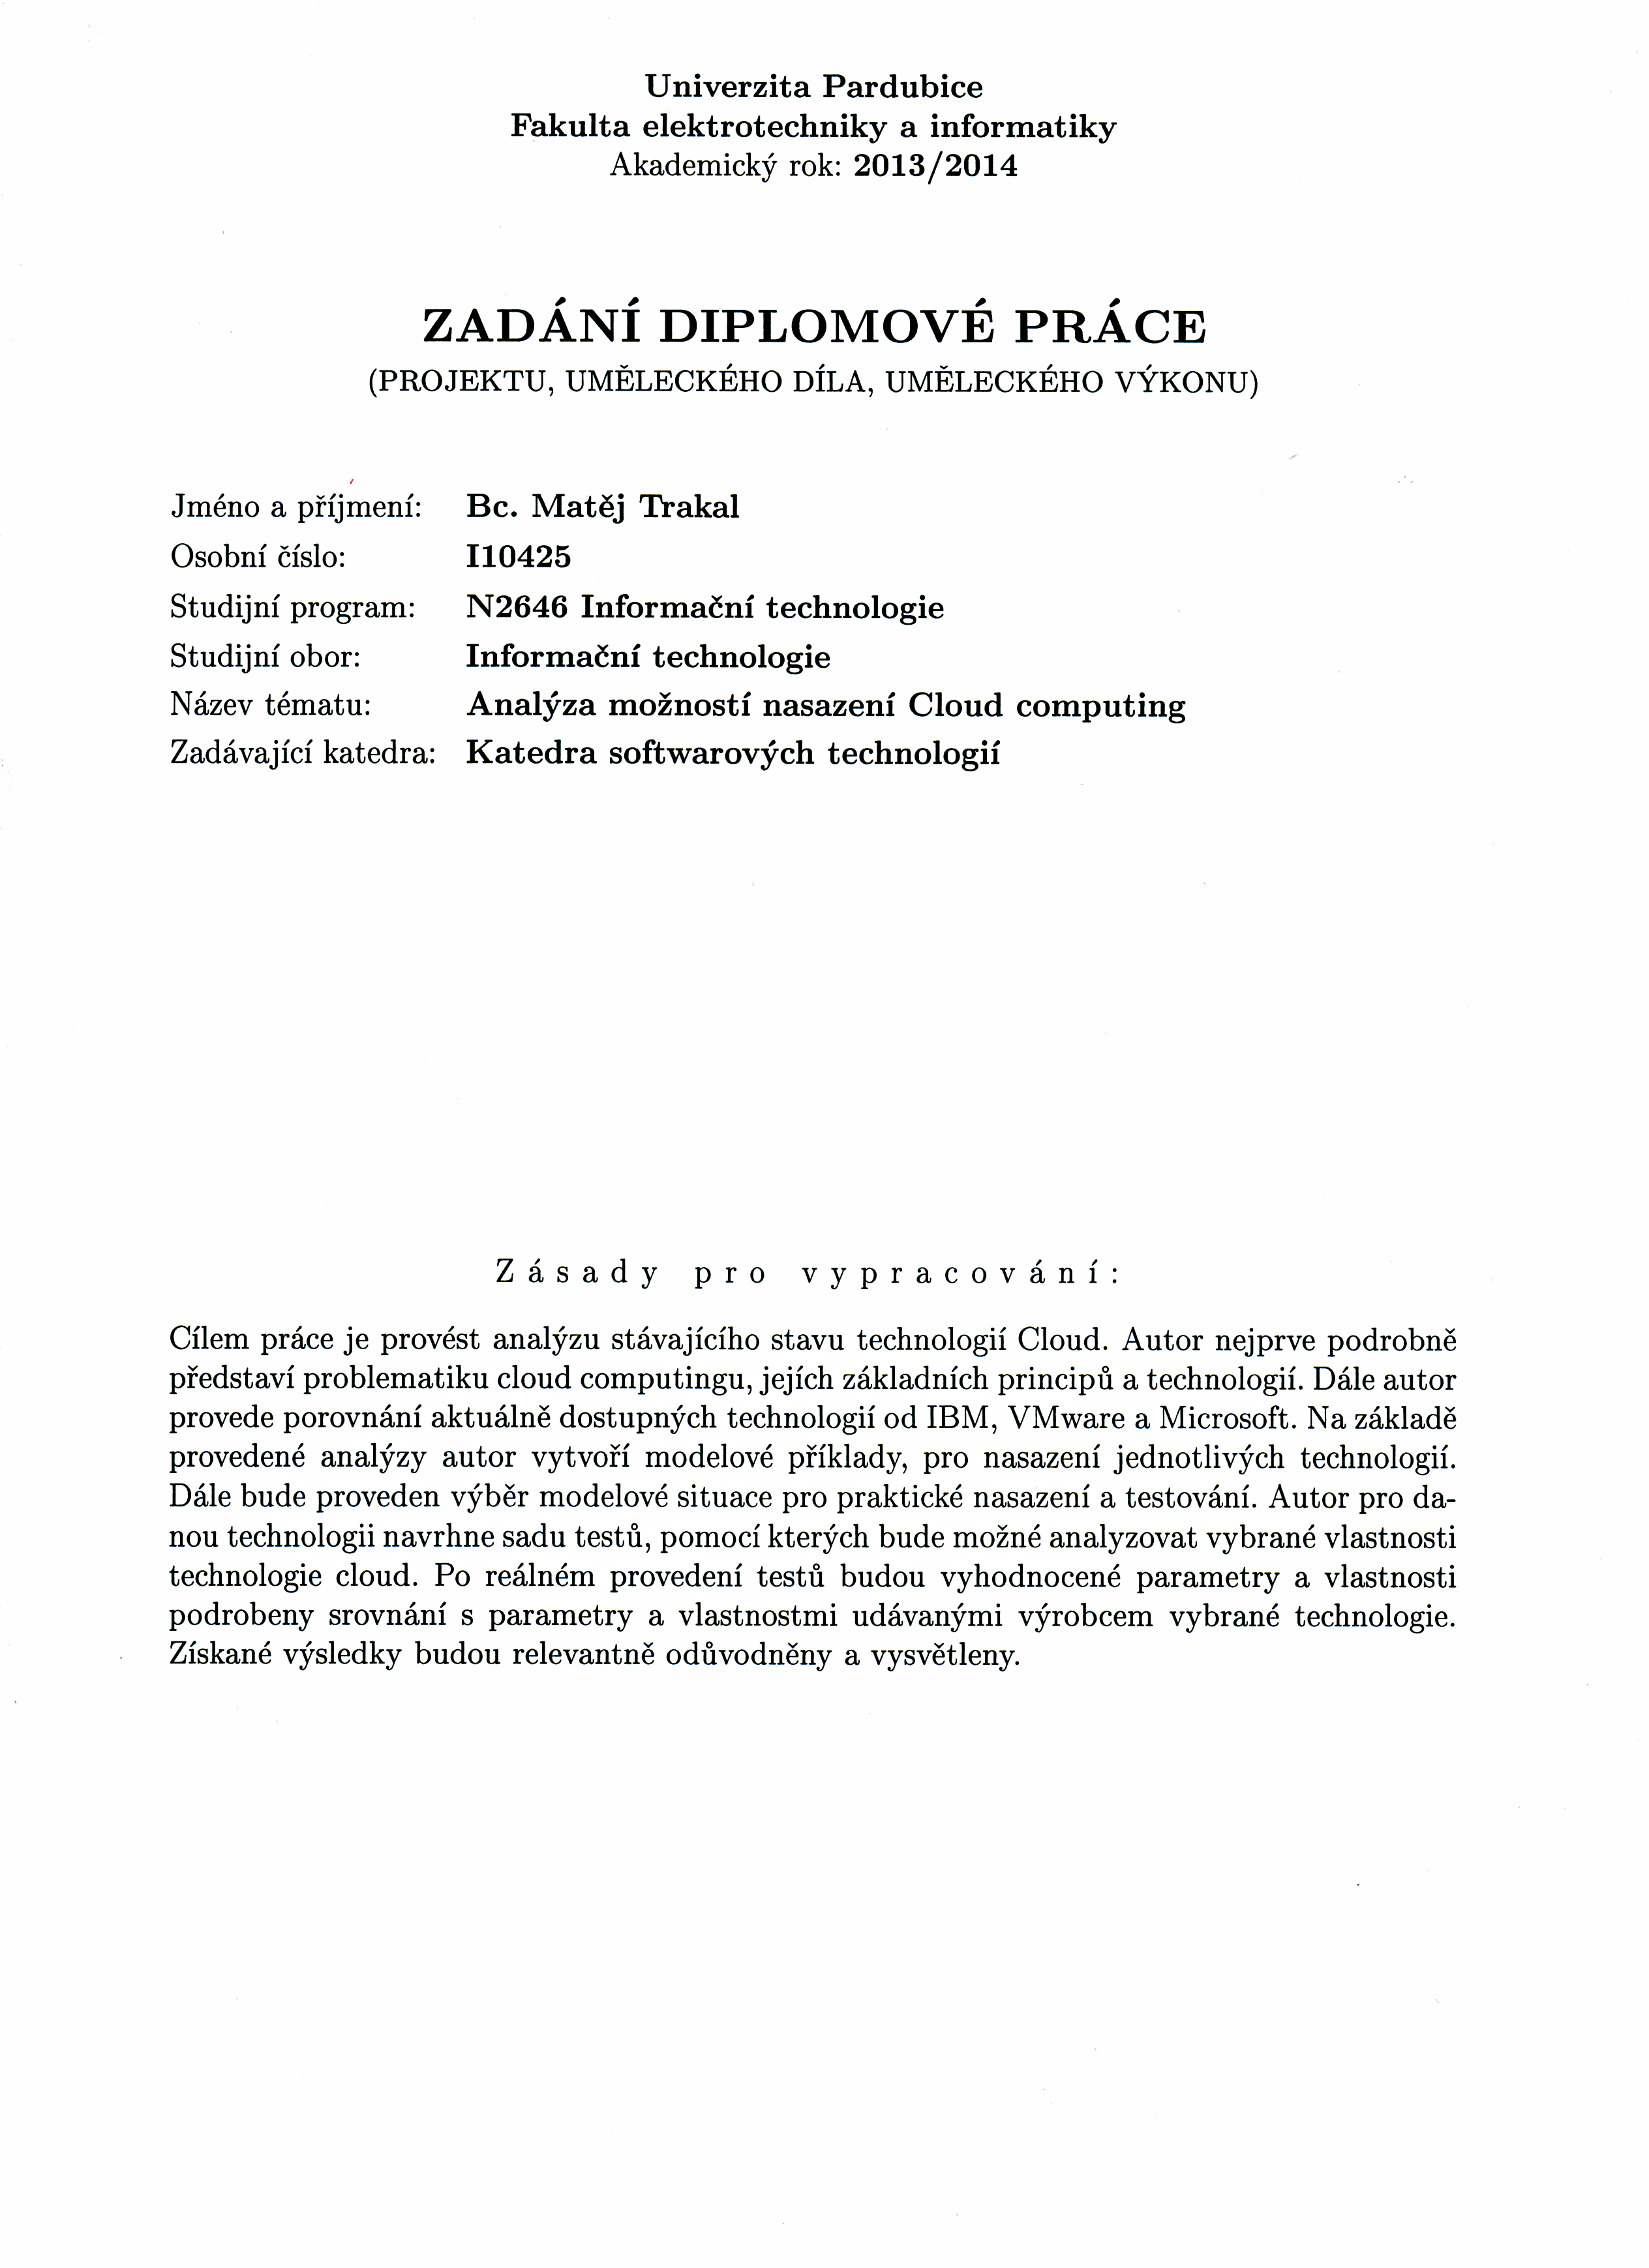 Univerzita Pardubice
Fakulta elektrotechniky a informatiky
Akademický rok: 2013/2014
ZADÁNÍ DIPLOMOVÉ PRÁCE
(PROJEKTU, UMĚLECKÉHO DÍLA, UMĚLECKÉHO VÝKONU)
Jméno a příjmení: Bc. Matěj Trakal
Osobní číslo: I10425
Studijní program: N2646 Informační technologie
Studijní obor: Informační technologie
Název tématu: Analýza možností nasazení Cloud computing
Zadávající katedra: Katedra softwarových technologií
Zásady pro vypracování:
Cílem práce je provést analýzu stávajícího stavu technologií Cloud. Autor nejprve podrobně
představí problematiku cloud computingu, jejích základních principů a technologií. Dále autor
provede porovnání aktuálně dostupných technologií od IBM, VMware a Microsoft. Na základě
provedené analýzy autor vytvoří modelové příklady, pro nasazení jednotlivých technologií.
Dále bude proveden výběr modelové situace pro praktické nasazení a testování. Autor pro da-
nou technologii navrhne sadu testů, pomocí kterých bude možné analyzovat vybrané vlastnosti
technologie cloud. Po reálném provedení testů budou vyhodnocené parametry a vlastnosti
podrobeny srovnání s parametry a vlastnostmi udávanými výrobcem vybrané technologie.
Získané výsledky budou relevantně odůvodněny a vysvětleny.